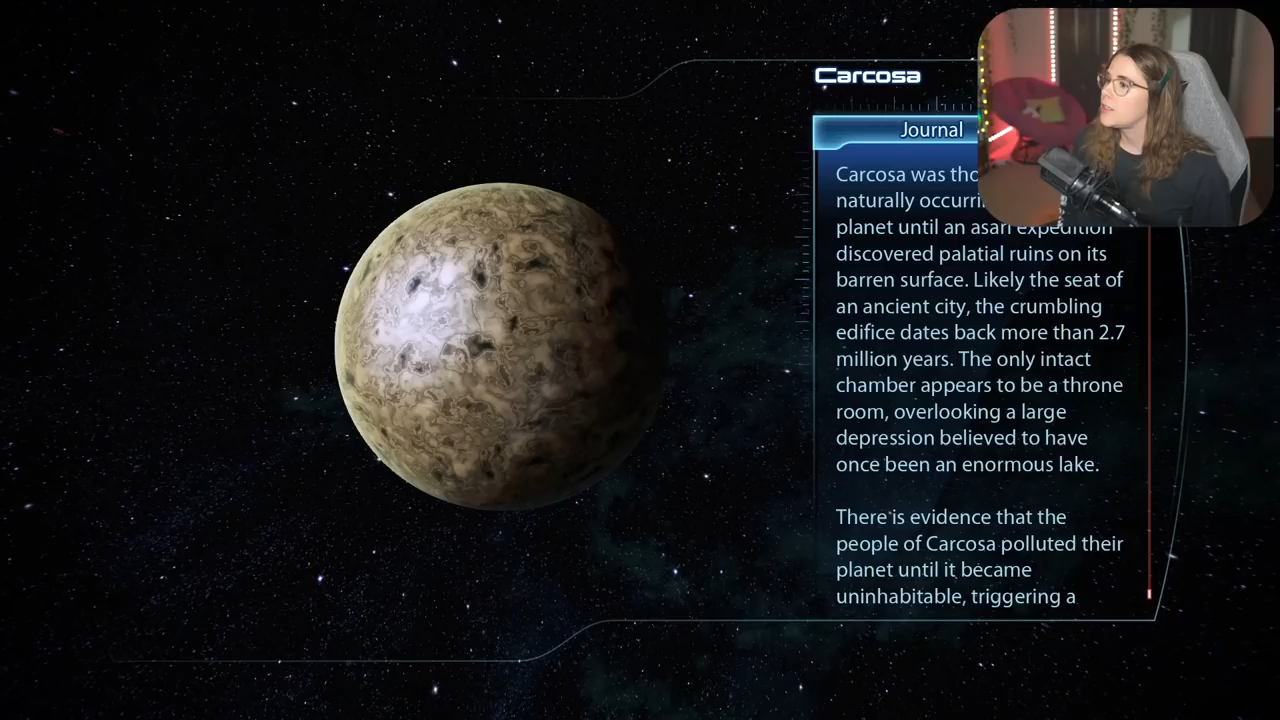 Carcosa
Journal
Carcosa was
naturally
planet until an asari expedition
discovered palatial ruins on its
barren surface. Likely the seat of
an ancient city, the crumbling
edifice dates back more than 2.7
million years. The only intact
chamber appears to be a throne
room, overlooking a large
depression believed to have
once been an enormous lake.
There is evidence that the
people of Carcosa polluted their
planet until it became
uninhabitable, triggering a